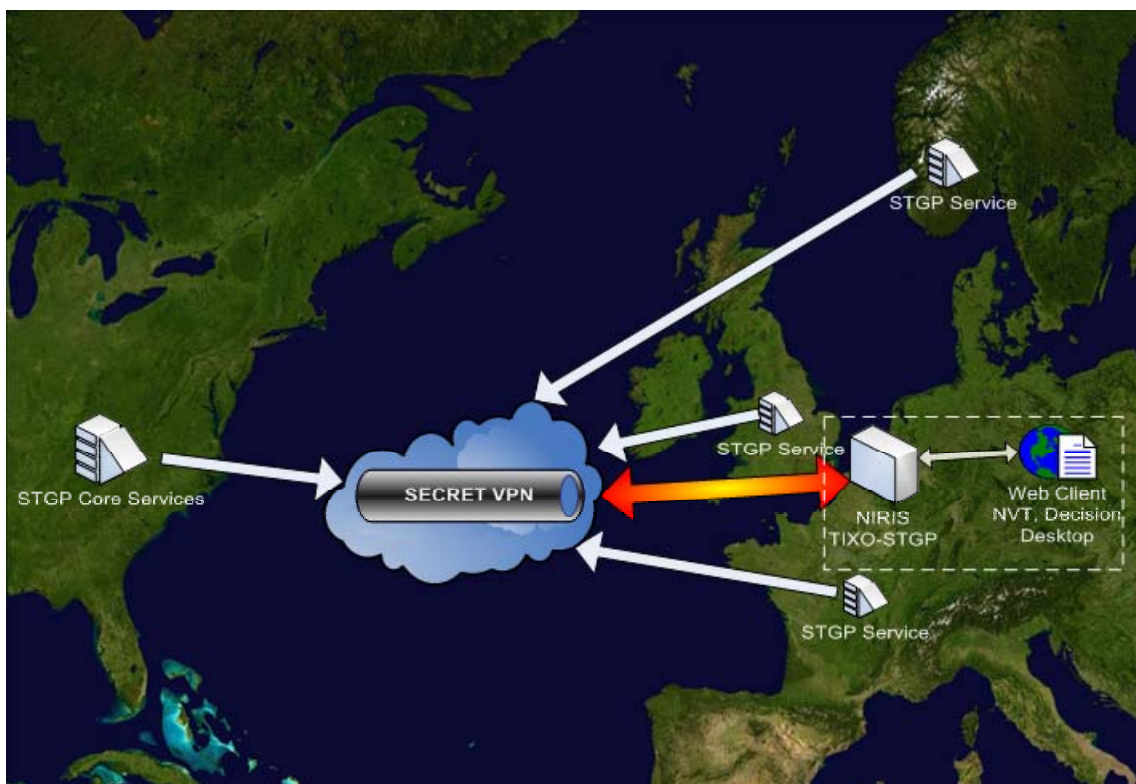 STGP Service
STGP Service
STGP Core Services
SECRET VPN
NIRIS
TIXO-STGP
Web Client
NVT, Decision
Desktop
STGP Service